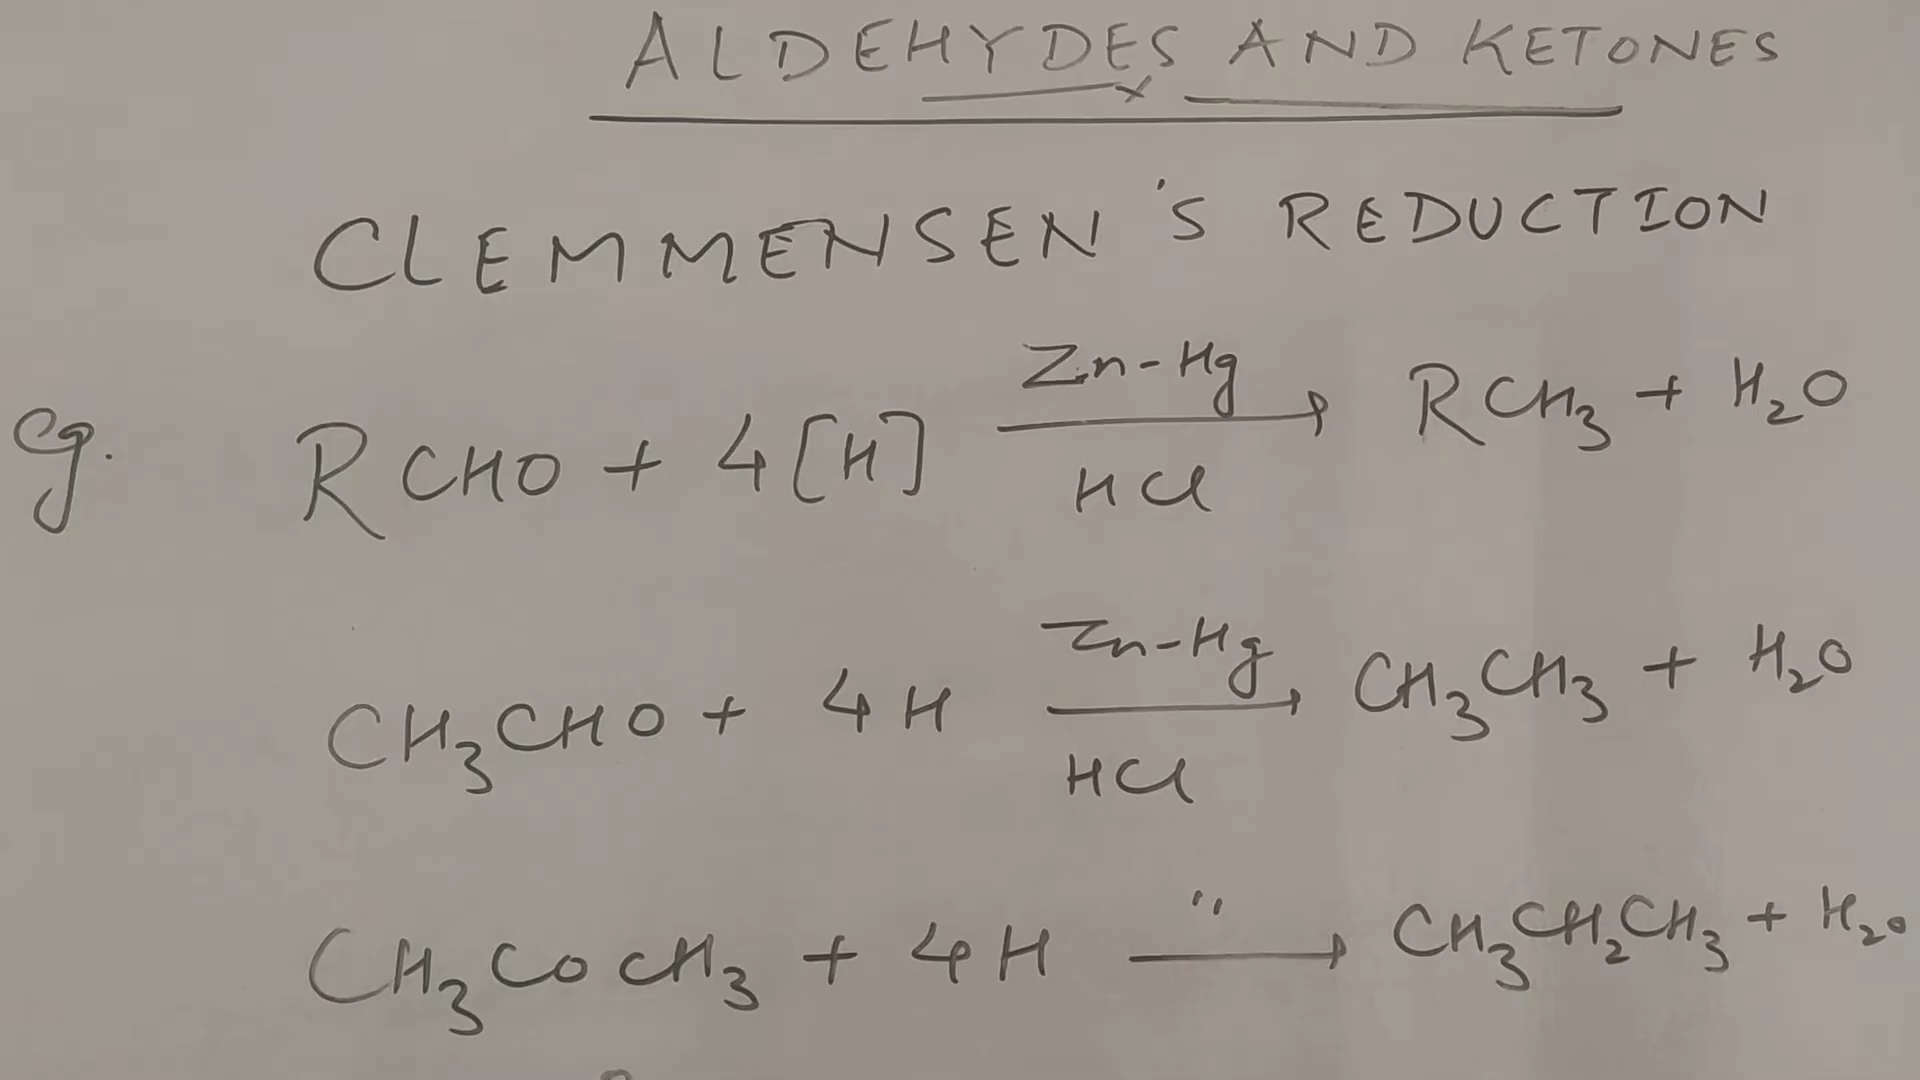 ALDEHYDES AND KETONES
CLEMMENSEN'S REDUCTION
eg. RCHO + 4[H] Zn-Hg/HCl → RCH₃ + H₂O
CH₃CHO + 4H Zn-Hg/HCl → CH₃CH₃ + H₂O
CH₃COCH₃ + 4H " → CH₃CH₂CH₃ + H₂O